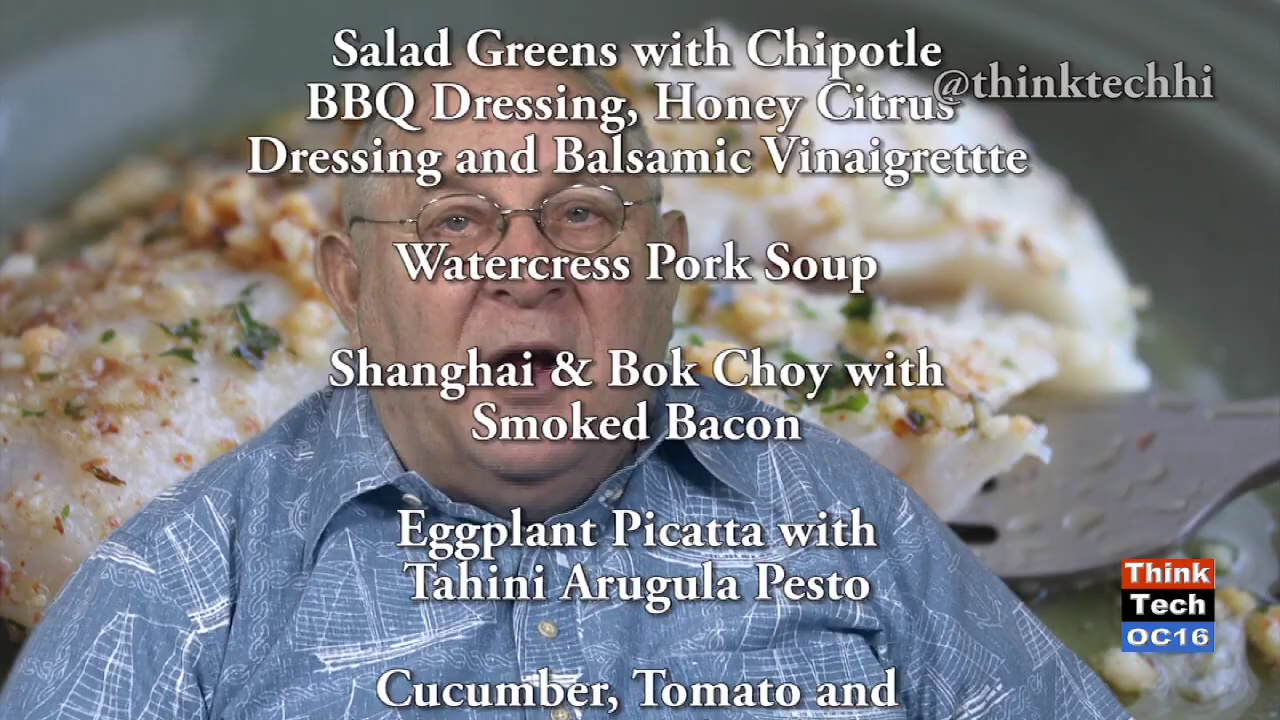 Salad Greens with Chipotle
@thinktechhi
BBQ Dressing, Honey Citrus
Dressing and Balsamic Vinaigrettte
Watercress Pork Soup
Shanghai & Bok Choy with
Smoked Bacon
Eggplant Picatta with
Tahini Arugula Pesto
Think
Tech
OC16
Cucumber, Tomato and